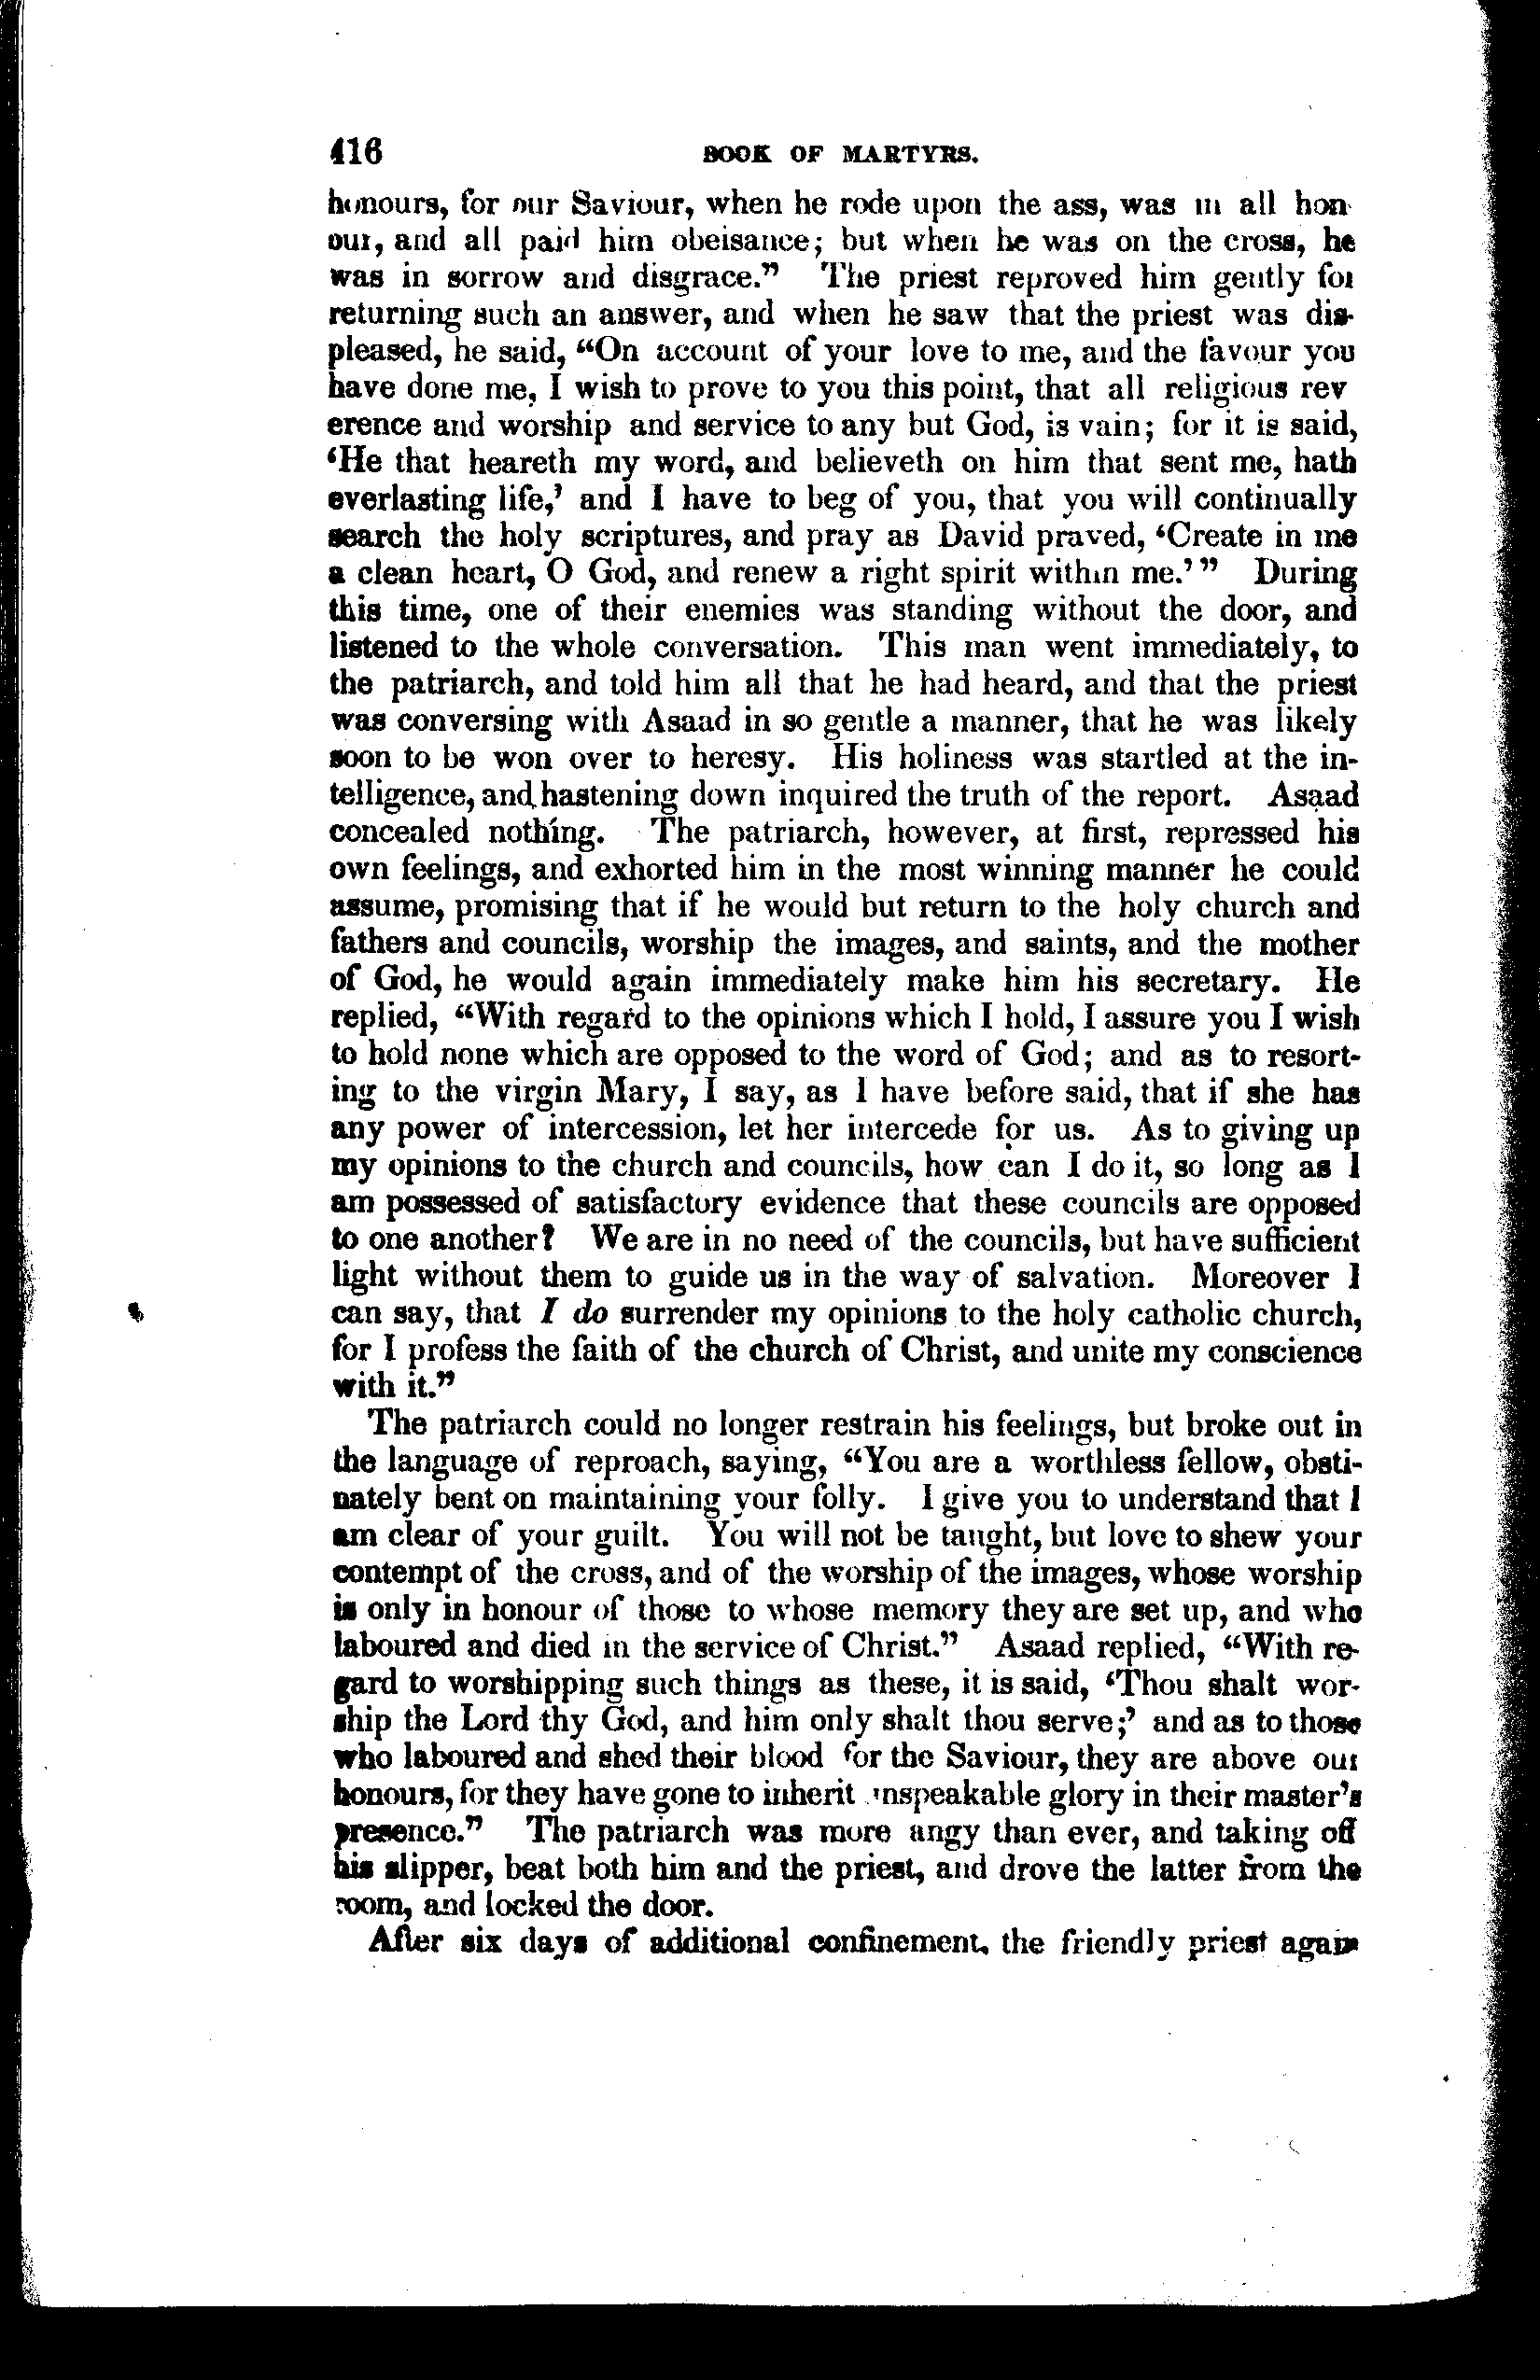 416 BOOK OF MARTYRS.
honours, for our Saviour, when he rode upon the ass, was in all hon
our, and all paid him obeisance; but when he was on the cross, he
was in sorrow and disgrace.” The priest reproved him gently for
returning such an answer, and when he saw that the priest was dis-
pleased, he said, “On account of your love to me, and the favour you
have done me, I wish to prove to you this point, that all religious rev
erence and worship and service to any but God, is vain; for it is said,
‘He that heareth my word, and believeth on him that sent me, hath
everlasting life,’ and I have to beg of you, that you will continually
search the holy scriptures, and pray as David prayed, ‘Create in me
a clean heart, O God, and renew a right spirit within me.’” During
this time, one of their enemies was standing without the door, and
listened to the whole conversation. This man went immediately, to
the patriarch, and told him all that he had heard, and that the priest
was conversing with Asaad in so gentle a manner, that he was likely
soon to be won over to heresy. His holiness was startled at the in-
telligence, and hastening down inquired the truth of the report. Asaad
concealed nothing. The patriarch, however, at first, repressed his
own feelings, and exhorted him in the most winning manner he could
assume, promising that if he would but return to the holy church and
fathers and councils, worship the images, and saints, and the mother
of God, he would again immediately make him his secretary. He
replied, “With regard to the opinions which I hold, I assure you I wish
to hold none which are opposed to the word of God; and as to resort-
ing to the virgin Mary, I say, as I have before said, that if she has
any power of intercession, let her intercede for us. As to giving up
my opinions to the church and councils, how can I do it, so long as I
am possessed of satisfactory evidence that these councils are opposed
to one another? We are in no need of the councils, but have sufficient
light without them to guide us in the way of salvation. Moreover I
can say, that I do surrender my opinions to the holy catholic church,
for I profess the faith of the church of Christ, and unite my conscience
with it.”
The patriarch could no longer restrain his feelings, but broke out in
the language of reproach, saying, “You are a worthless fellow, obsti-
nately bent on maintaining your folly. I give you to understand that I
am clear of your guilt. You will not be taught, but love to shew your
contempt of the cross, and of the worship of the images, whose worship
is only in honour of those to whose memory they are set up, and who
laboured and died in the service of Christ.” Asaad replied, “With re-
gard to worshipping such things as these, it is said, ‘Thou shalt wor-
ship the Lord thy God, and him only shalt thou serve;’ and as to those
who laboured and shed their blood for the Saviour, they are above our
honours, for they have gone to inherit unspeakable glory in their master’s
presence.” The patriarch was more angy than ever, and taking off
his slipper, beat both him and the priest, and drove the latter from the
room, and locked the door.
After six days of additional confinement, the friendly priest again